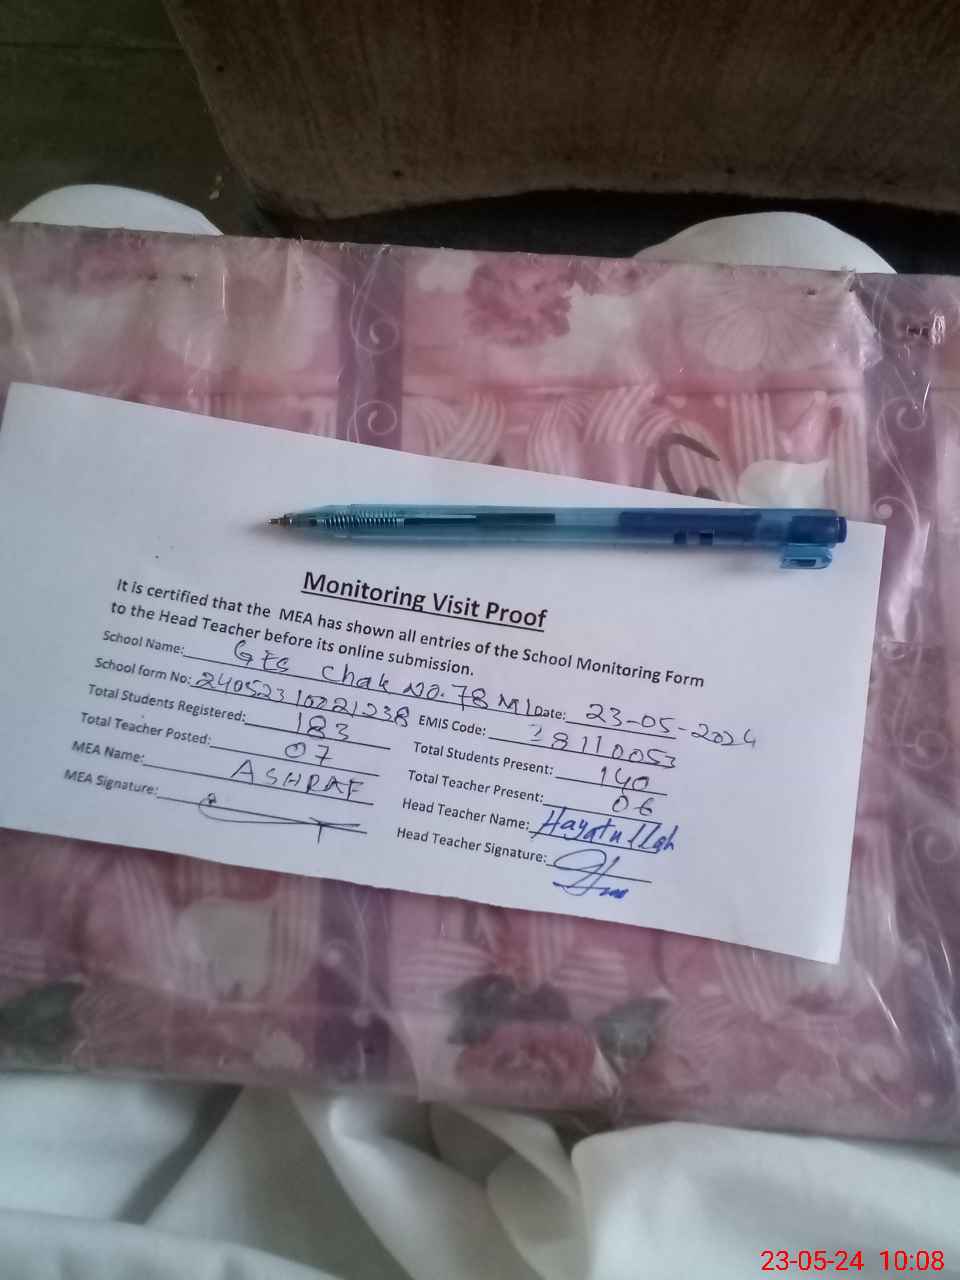 Monitoring Visit Proof
It is certified that the MEA has shown all entries of the School Monitoring Form
to the Head Teacher before its online submission.
School Name: GES Chak No. 78 ML Date: 23-05-2024
School form No: 24052310221238 EMIS Code: 38110053
Total Students Registered: 183 Total Students Present: 140
Total Teacher Posted: 07 Total Teacher Present: 06
MEA Name: ASHRAF Head Teacher Name: Hayatullah
MEA Signature: Head Teacher Signature:
23-05-24 10:08